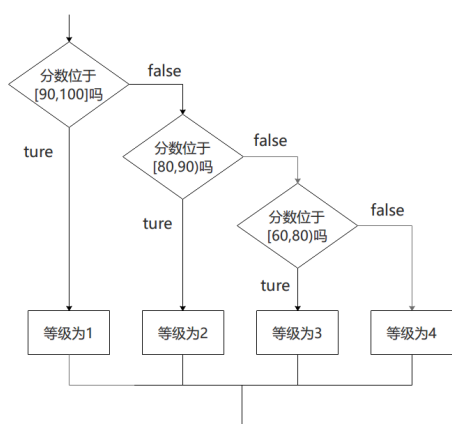 分数位于
[90,100]吗
false
ture
分数位于
[80,90)吗
false
ture
分数位于
[60,80)吗
false
ture
等级为1
等级为2
等级为3
等级为4